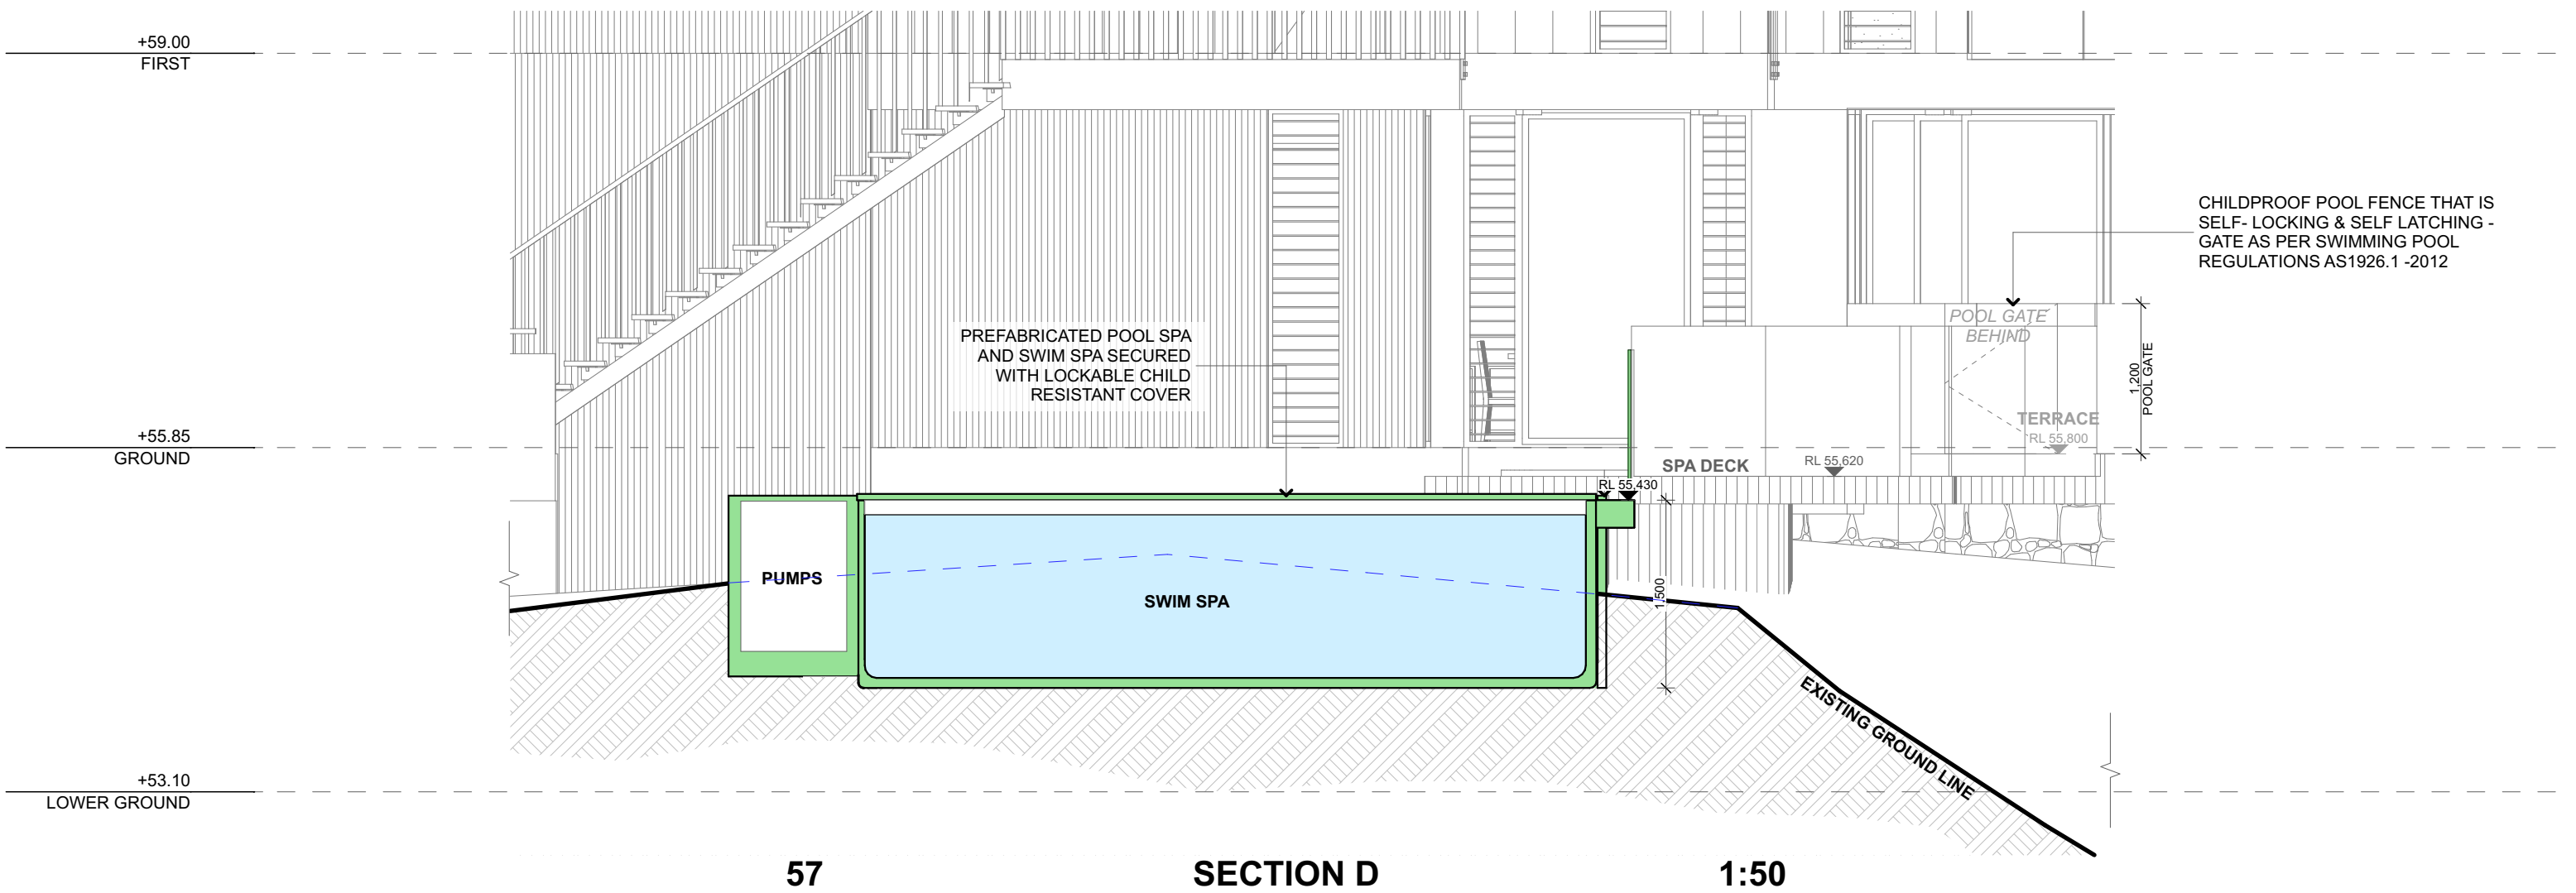 +59.00
FIRST
CHILDPROOF POOL FENCE THAT IS
SELF- LOCKING & SELF LATCHING -
GATE AS PER SWIMMING POOL
REGULATIONS AS1926.1 -2012
POOL GATE
BEHIND
PREFABRICATED POOL SPA
AND SWIM SPA SECURED
WITH LOCKABLE CHILD
RESISTANT COVER
1,200
POOL GATE
TERRACE
RL 55,800
+55.85
GROUND
SPA DECK
RL 55,620
RL 55,430
PUMPS
SWIM SPA
1,500
EXISTING GROUND LINE
+53.10
LOWER GROUND
57
SECTION D
1:50